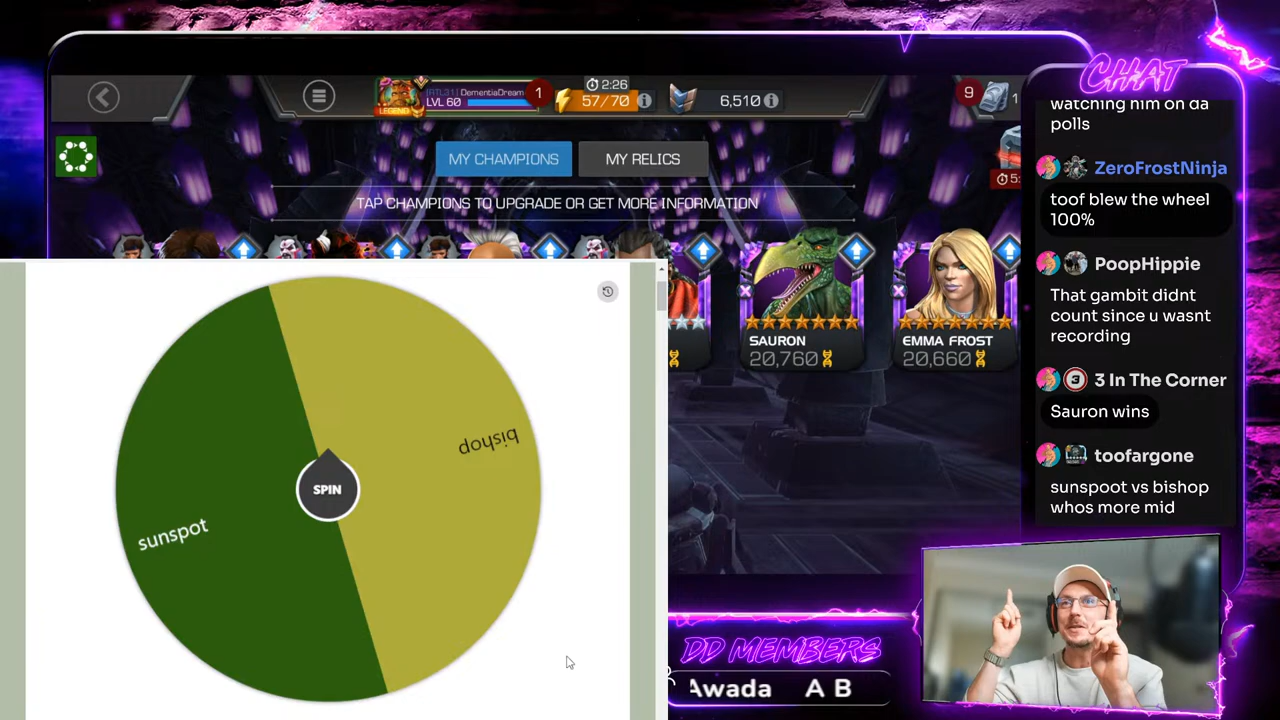 [RTL31] DementiaDream
LVL 60
LEGEND
1
2:26
57/70
6,510
9
1
MY CHAMPIONS
MY RELICS
TAP CHAMPIONS TO UPGRADE OR GET MORE INFORMATION
SAURON
20,760
EMMA FROST
20,660
bishop
SPIN
sunspot
CHAT
watching him on da
polls
ZeroFrostNinja
toof blew the wheel
100%
PoopHippie
That gambit didnt
count since u wasnt
recording
3 In The Corner
Sauron wins
toofargone
sunspoot vs bishop
whos more mid
DD MEMBERS
Awada A B